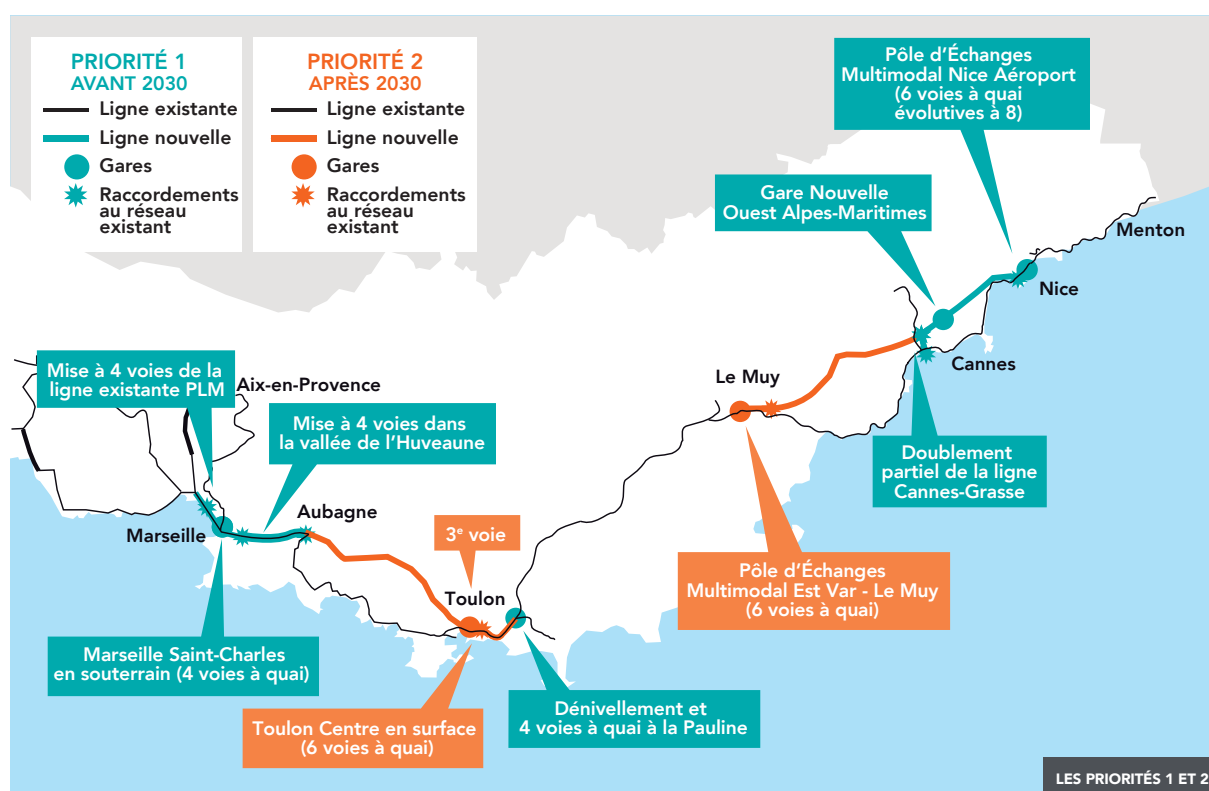 PRIORITÉ 1
AVANT 2030
Ligne existante
Ligne nouvelle
Gares
Raccordements
au réseau
existant
PRIORITÉ 2
APRÈS 2030
Ligne existante
Ligne nouvelle
Gares
Raccordements
au réseau
existant
Pôle d’Échanges
Multimodal Nice Aéroport
(6 voies à quai
évolutives à 8)
Gare Nouvelle
Ouest Alpes-Maritimes
Menton
Nice
Cannes
Le Muy
Mise à 4 voies de la
ligne existante PLM
Aix-en-Provence
Mise à 4 voies dans
la vallée de l’Huveaune
Doublement
partiel de la ligne
Cannes-Grasse
Aubagne
Marseille
3e voie
Toulon
Pôle d’Échanges
Multimodal Est Var - Le Muy
(6 voies à quai)
Marseille Saint-Charles
en souterrain (4 voies à quai)
Toulon Centre en surface
(6 voies à quai)
Dénivellement et
4 voies à quai à la Pauline
LES PRIORITÉS 1 ET 2